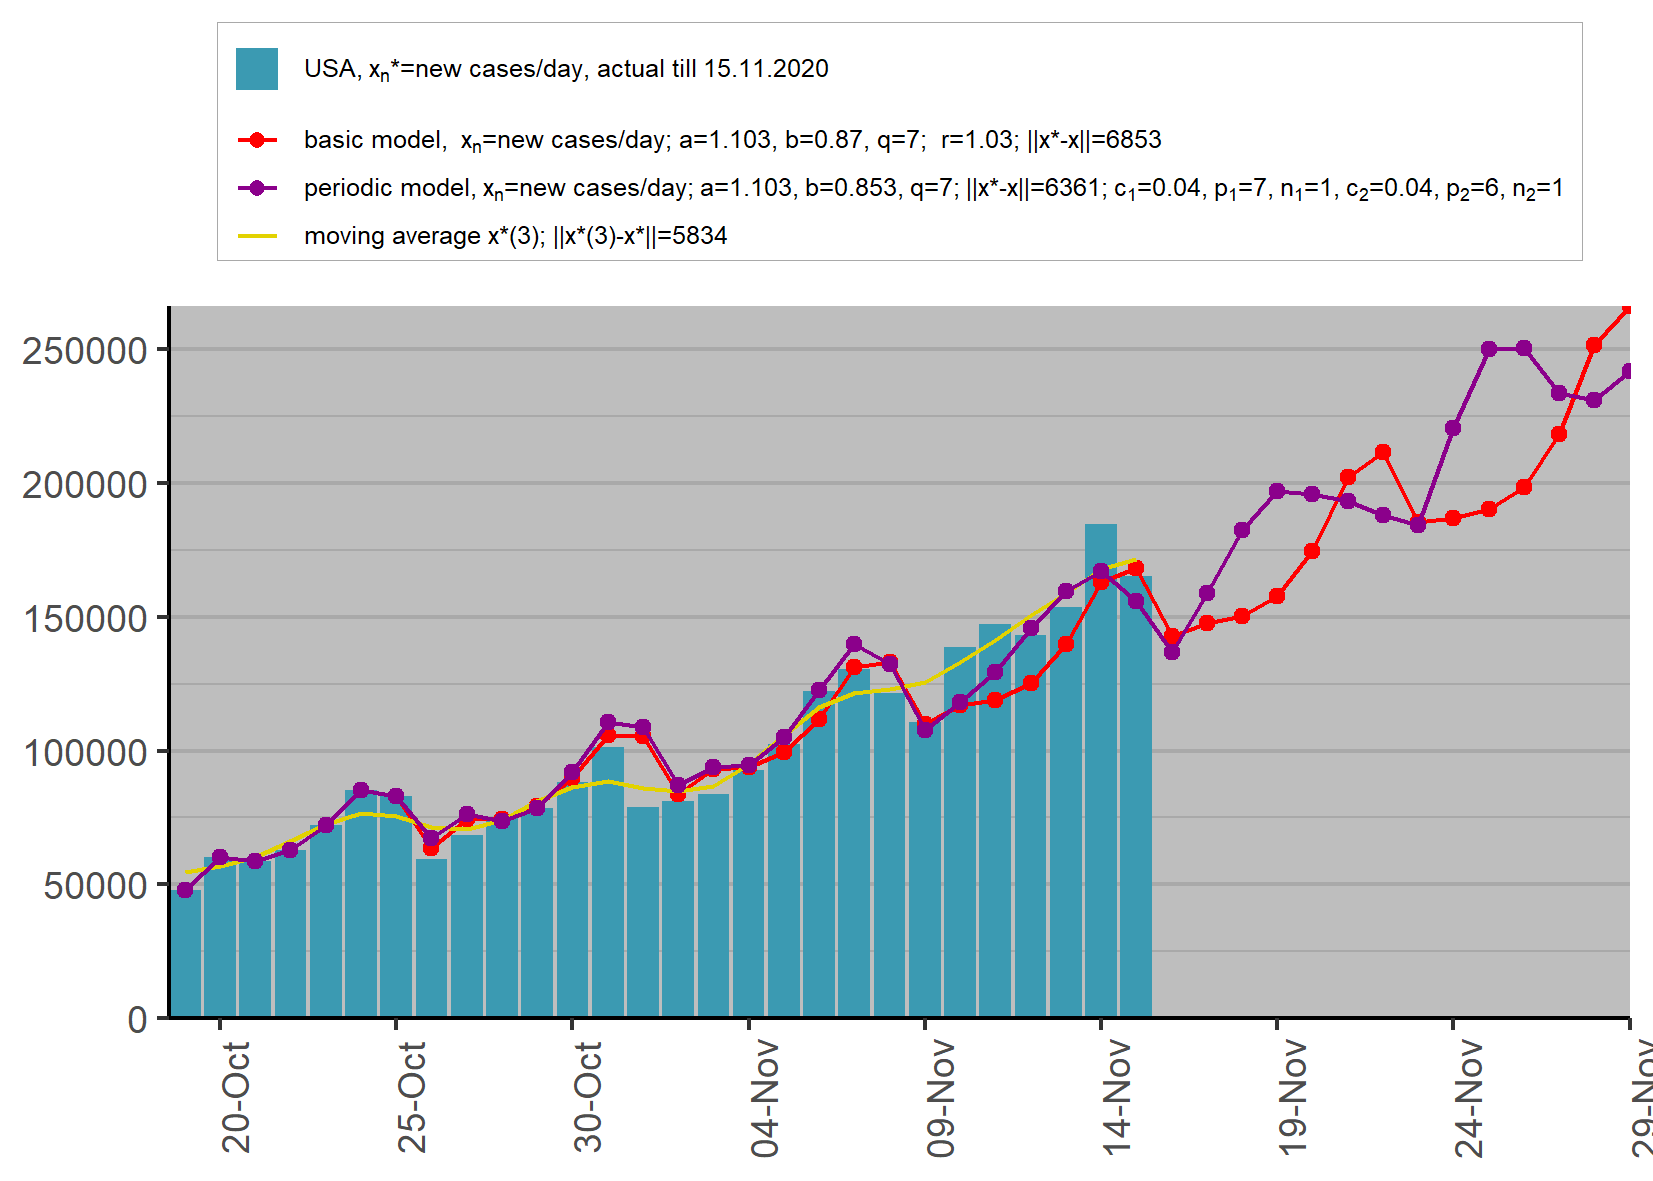 USA, xₙ*=new cases/day, actual till 15.11.2020
basic model, xₙ=new cases/day; a=1.103, b=0.87, q=7; r=1.03; ||x*-x||=6853
periodic model, xₙ=new cases/day; a=1.103, b=0.853, q=7; ||x*-x||=6361; c₁=0.04, p₁=7, n₁=1, c₂=0.04, p₂=6, n₂=1
moving average x*(3); ||x*(3)-x*||=5834
250000
200000
150000
100000
50000
0
20-Oct
25-Oct
30-Oct
04-Nov
09-Nov
14-Nov
19-Nov
24-Nov
29-Nov